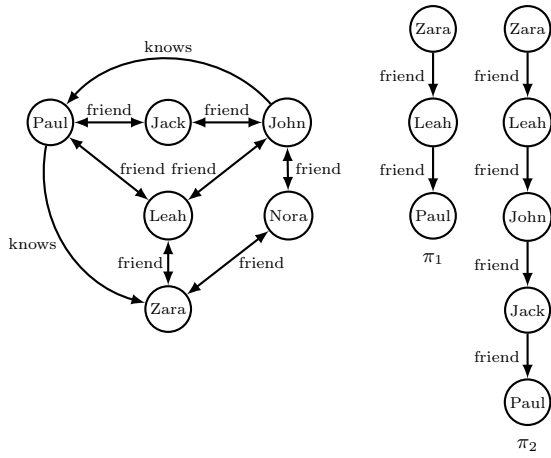 knows
Paul
friend
Jack
friend
John
friend
friend
friend
Leah
Nora
knows
friend
friend
Zara
Zara
friend
Leah
friend
Paul
π1
Zara
friend
Leah
friend
John
friend
Jack
friend
Paul
π2